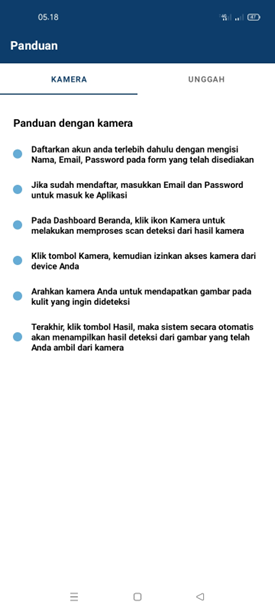 05.18
47
Panduan
KAMERA
UNGGAH
Panduan dengan kamera
Daftarkan akun anda terlebih dahulu dengan mengisi
Nama, Email, Password pada form yang telah disediakan
Jika sudah mendaftar, masukkan Email dan Password
untuk masuk ke Aplikasi
Pada Dashboard Beranda, klik ikon Kamera untuk
melakukan memproses scan deteksi dari hasil kamera
Klik tombol Kamera, kemudian izinkan akses kamera dari
device Anda
Arahkan kamera Anda untuk mendapatkan gambar pada
kulit yang ingin dideteksi
Terakhir, klik tombol Hasil, maka sistem secara otomatis
akan menampilkan hasil deteksi dari gambar yang telah
Anda ambil dari kamera